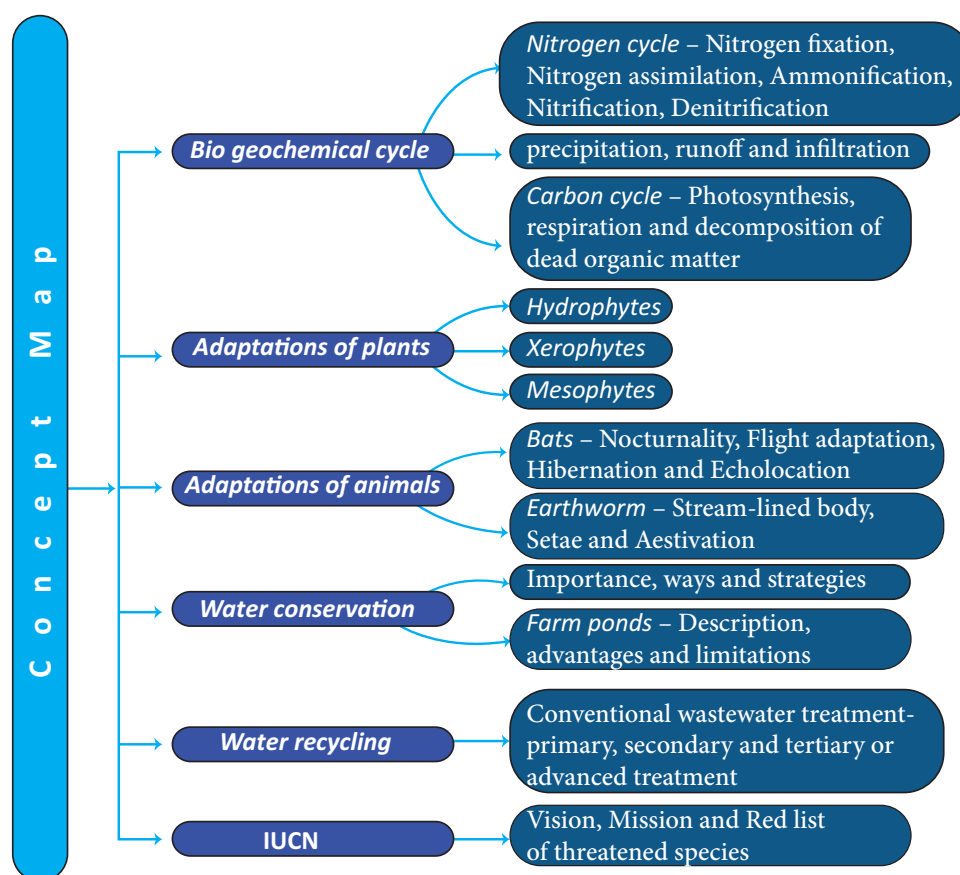 Concept Map
Bio geochemical cycle
Nitrogen cycle – Nitrogen fixation,
Nitrogen assimilation, Ammonification,
Nitrification, Denitrification
precipitation, runoff and infiltration
Carbon cycle – Photosynthesis,
respiration and decomposition of
dead organic matter
Adaptations of plants
Hydrophytes
Xerophytes
Mesophytes
Adaptations of animals
Bats – Nocturnality, Flight adaptation,
Hibernation and Echolocation
Earthworm – Stream-lined body,
Setae and Aestivation
Water conservation
Importance, ways and strategies
Farm ponds – Description,
advantages and limitations
Water recycling
Conventional wastewater treatment-
primary, secondary and tertiary or
advanced treatment
IUCN
Vision, Mission and Red list
of threatened species